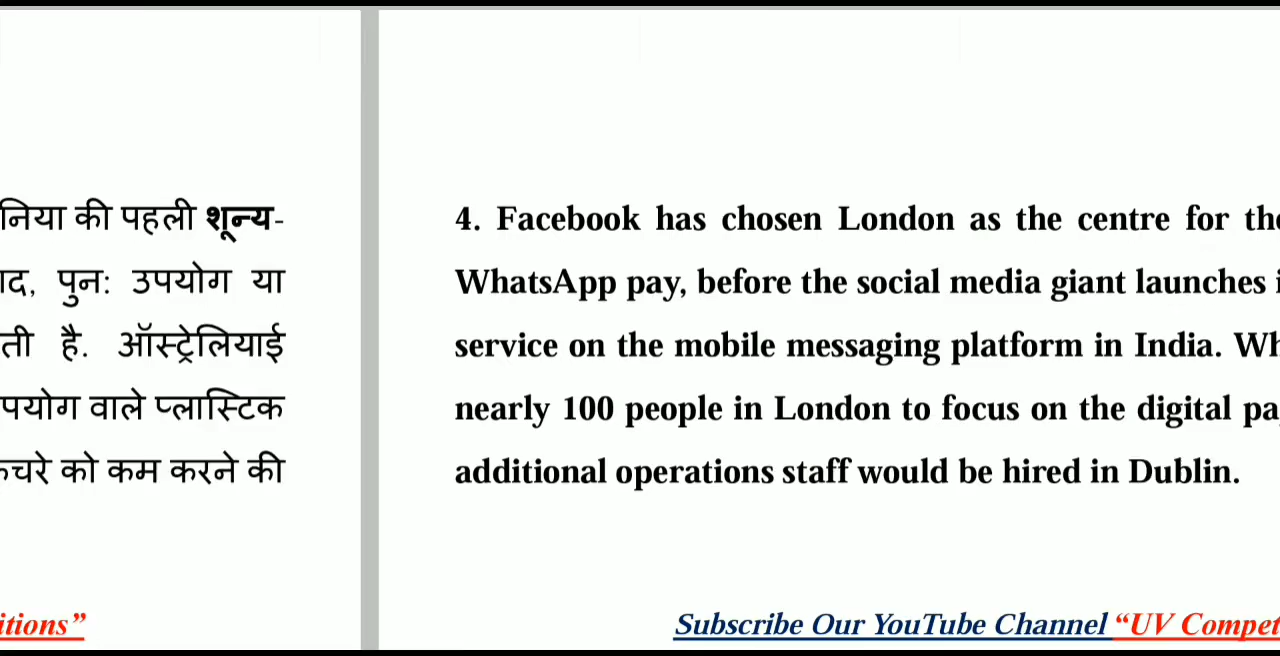 निया की पहली शून्य-
पुन: उपयोग या
ती है. ऑस्ट्रेलियाई
पयोग वाले प्लास्टिक
को कम करने की
itions”
4. Facebook has chosen London as the centre for the
WhatsApp pay, before the social media giant launches
service on the mobile messaging platform in India. Wh
nearly 100 people in London to focus on the digital pa
additional operations staff would be hired in Dublin.
Subscribe Our YouTube Channel “UV Compet